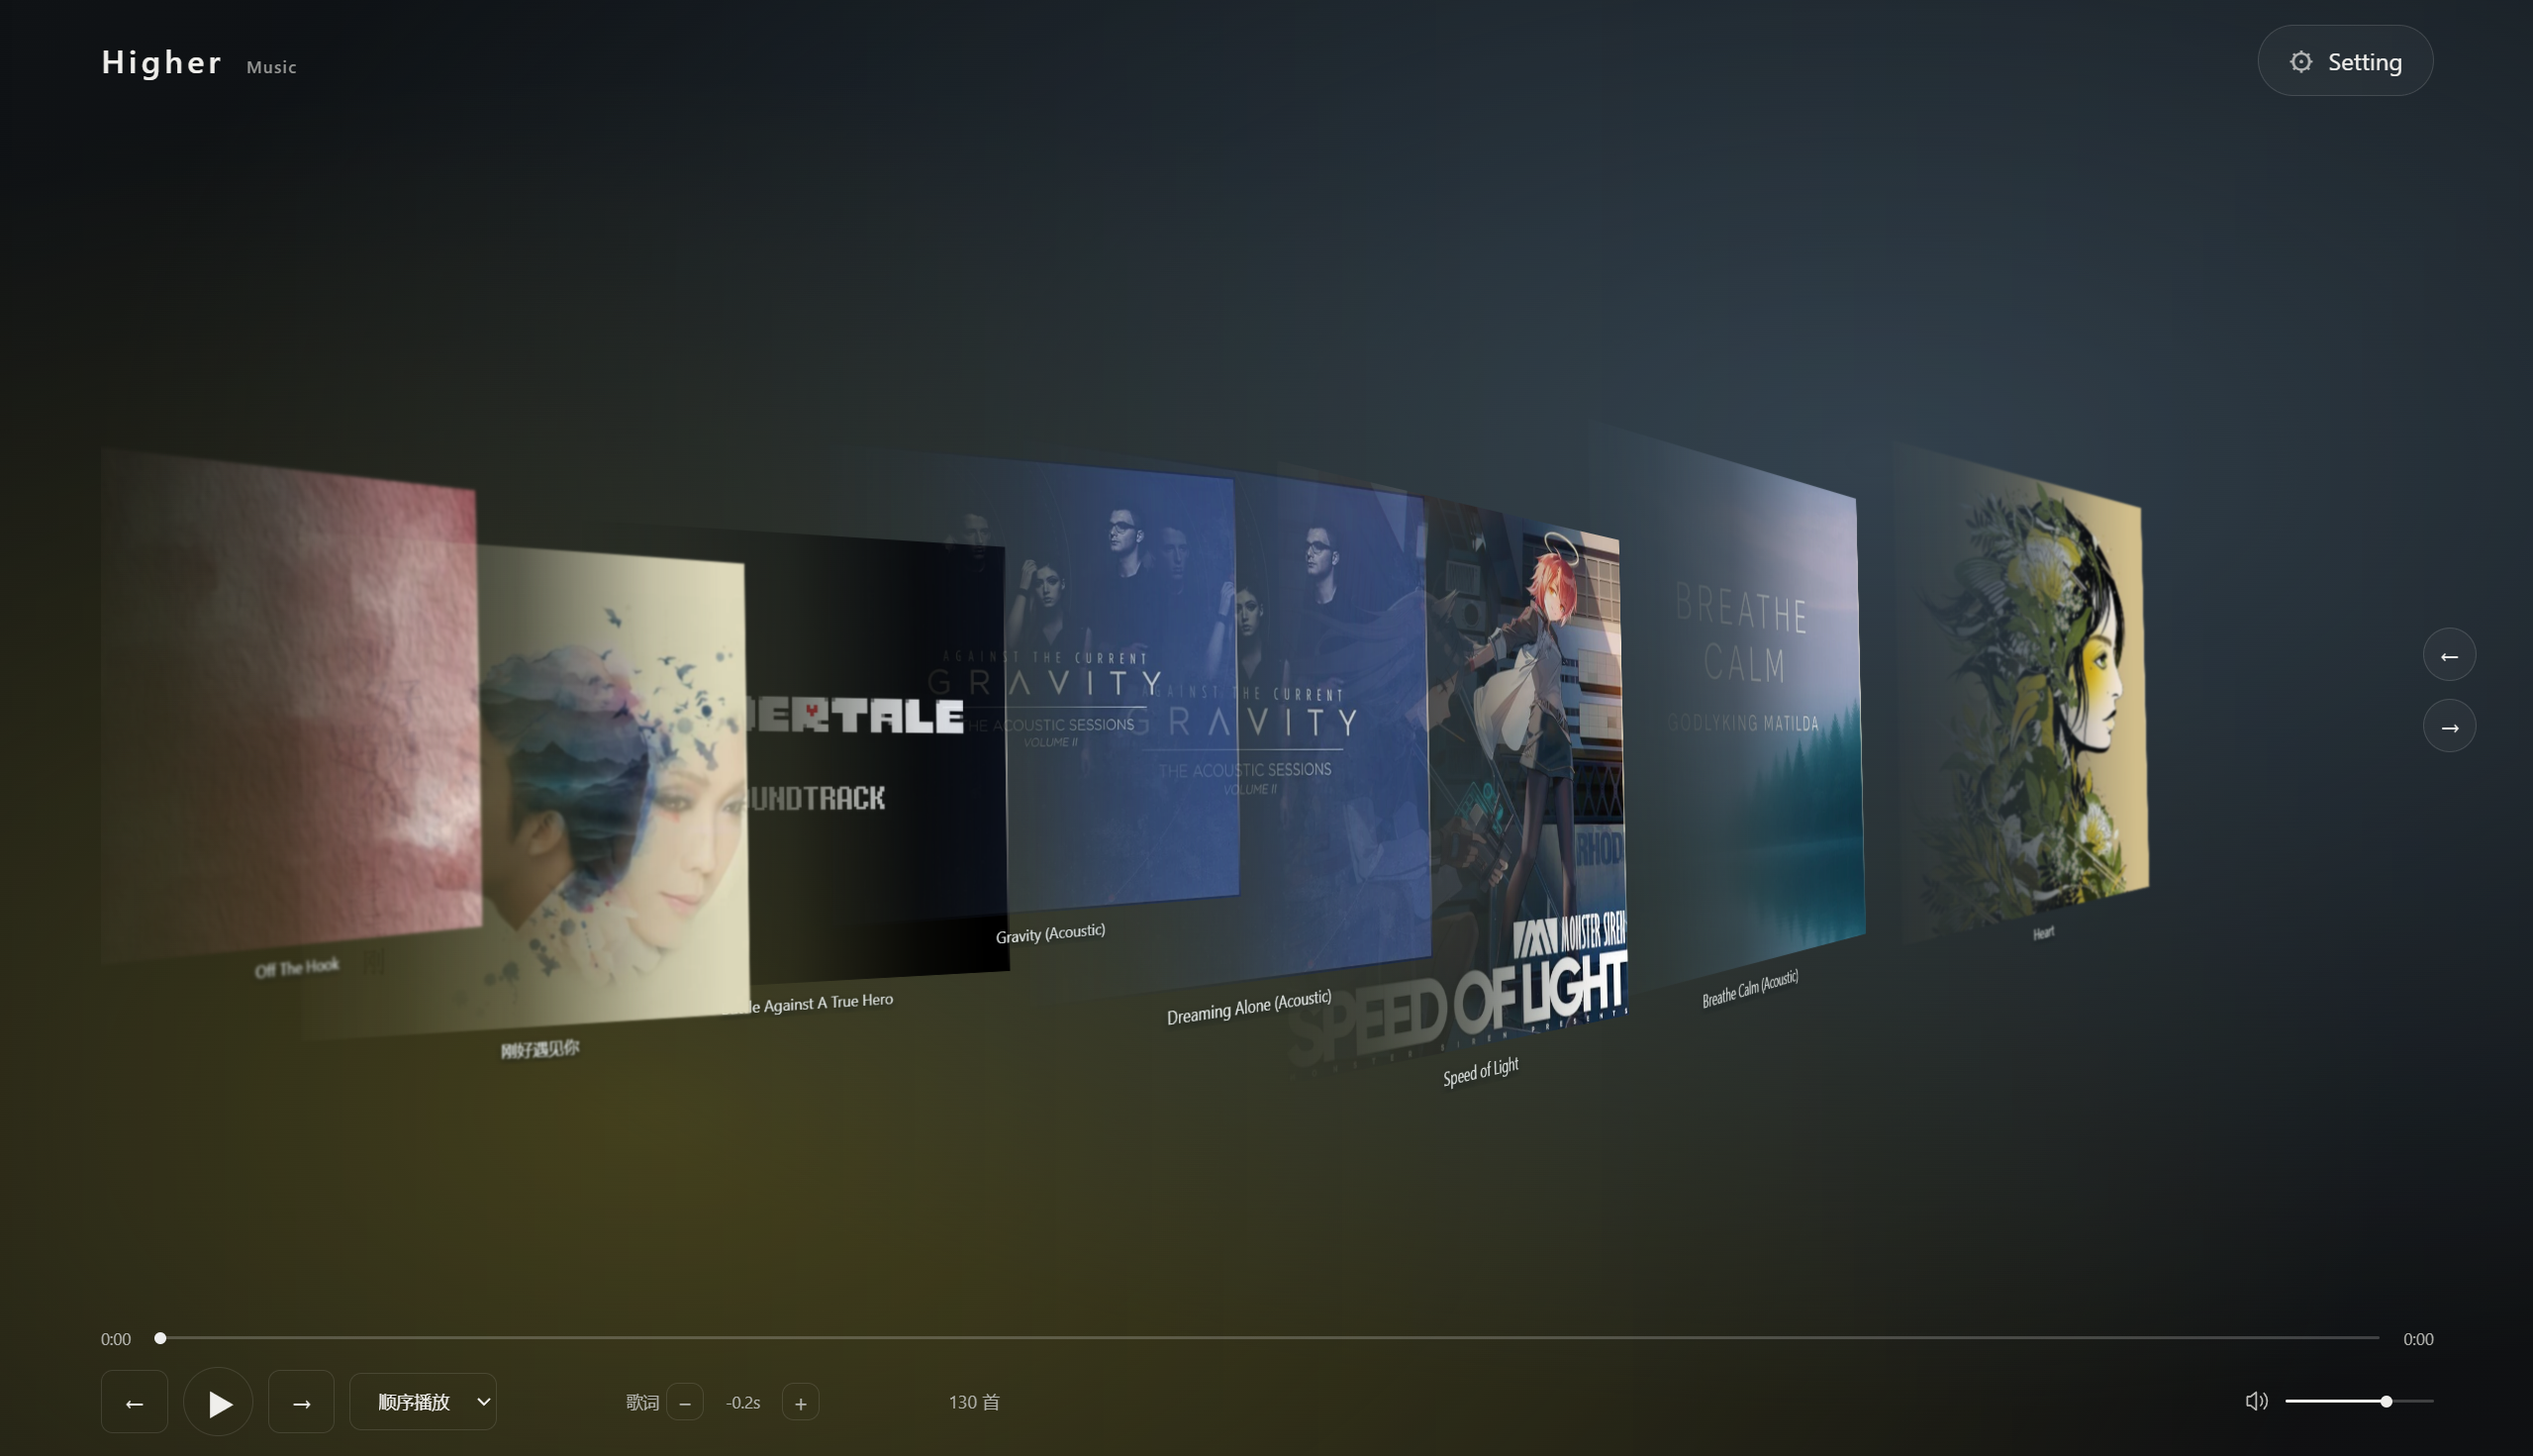 Higher Music
Setting
AGAINST THE CURRENT
GRAVITY
THE ACOUSTIC SESSIONS
VOLUME II
AGAINST THE CURRENT
GRAVITY
THE ACOUSTIC SESSIONS
VOLUME II
ERTALE
OUNDTRACK
RHOD
MONSTER SIREN
SPEED OF LIGHT
BREATHE
CALM
GODLYKING MATILDA
←
→
Off The Hook
刚好遇见你
le Against A True Hero
Gravity (Acoustic)
Dreaming Alone (Acoustic)
Speed of Light
Breathe Calm (Acoustic)
Heart
0:00
0:00
← → 顺序播放 歌词 − -0.2s + 130 首